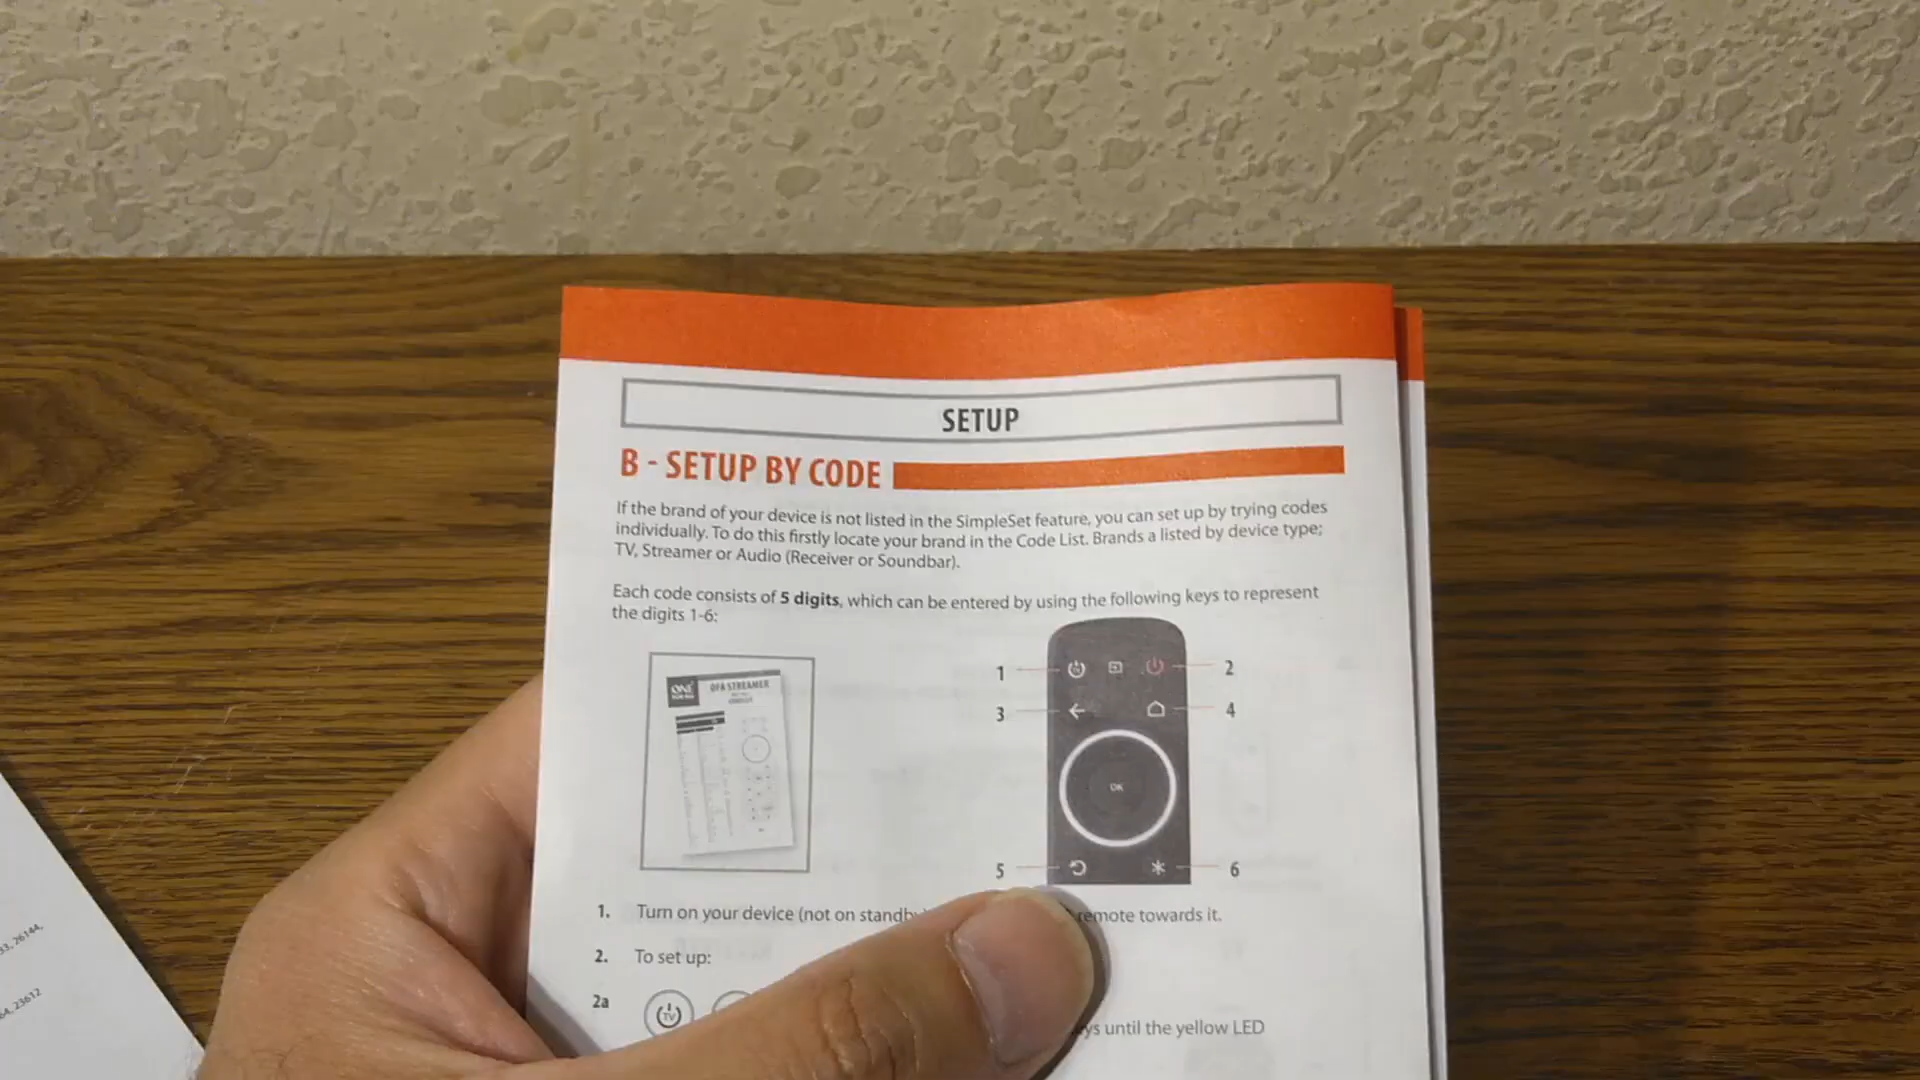 SETUP
B - SETUP BY CODE
If the brand of your device is not listed in the SimpleSet feature, you can set up by trying codes
individually. To do this firstly locate your brand in the Code List. Brands a listed by device type;
TV, Streamer or Audio (Receiver or Soundbar).
Each code consists of 5 digits, which can be entered by using the following keys to represent
the digits 1-6:
OFA STREAMER
1
2
3
4
OK
5
6
1. Turn on your device (not on standby remote towards it.
2. To set up:
2a TV
until the yellow LED
26144,
23612